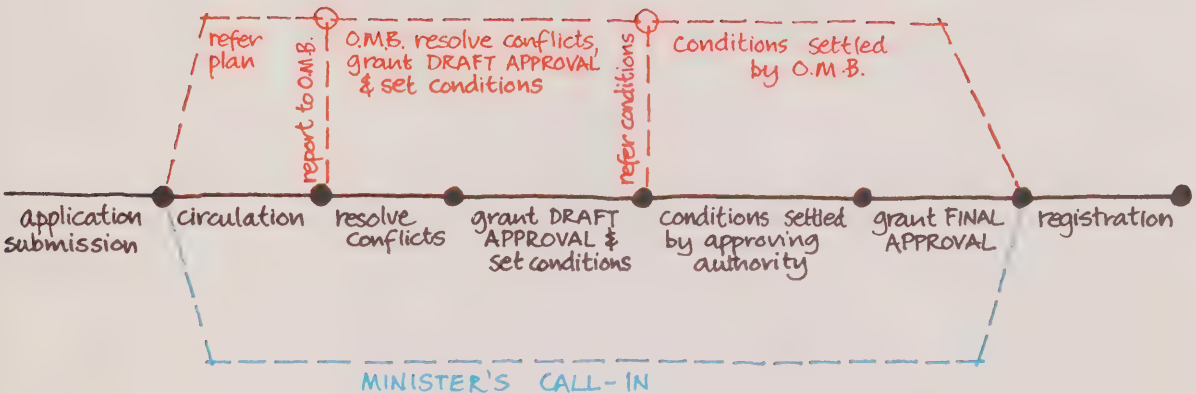 refer
plan
report to O.M.B.
O.M.B. resolve conflicts,
grant DRAFT APPROVAL
& set conditions
refer conditions
conditions settled
by O.M.B.
application
submission
circulation
resolve
conflicts
grant DRAFT
APPROVAL &
set conditions
conditions settled
by approving
authority
grant FINAL
APPROVAL
registration
MINISTER'S CALL-IN